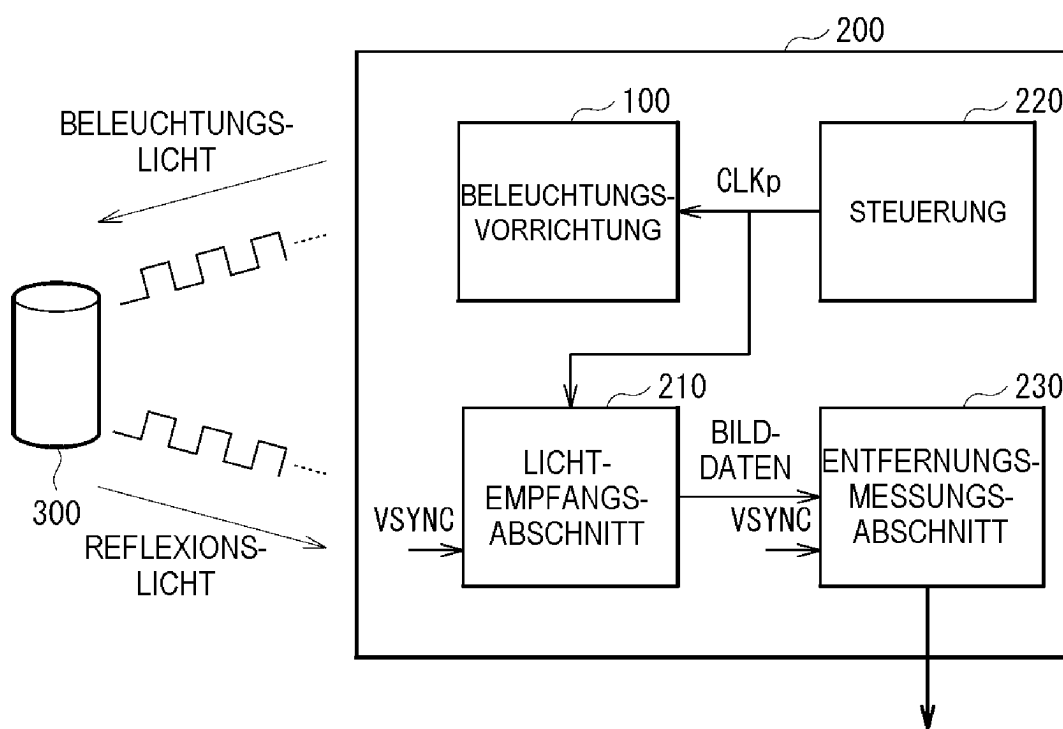 200
100
220
BELEUCHTUNGS-
LICHT
CLKp
BELEUCHTUNGS-
VORRICHTUNG
STEUERUNG
210
230
BILD-
DATEN
LICHT-
EMPFANGS-
ABSCHNITT
ENTFERNUNGS-
MESSUNGS-
ABSCHNITT
300
VSYNC
VSYNC
REFLEXIONS-
LICHT